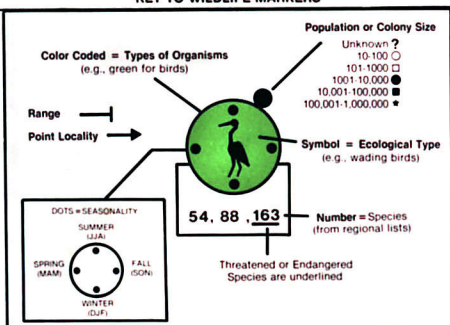 KEY TO WILDLIFE MARKERS
Population or Colony Size
Unknown ?
10-100 ○
101-1000 □
1001-10,000 ●
10,001-100,000 ■
100,001-1,000,000 ★
Color Coded = Types of Organisms
(e.g., green for birds)
Range
Point Locality
Symbol = Ecological Type
(e.g., wading birds)
54, 88, 163
Number = Species
(from regional lists)
Threatened or Endangered
Species are underlined
DOTS = SEASONALITY
SUMMER
(JJA)
SPRING
(MAM)
FALL
(SON)
WINTER
(DJF)